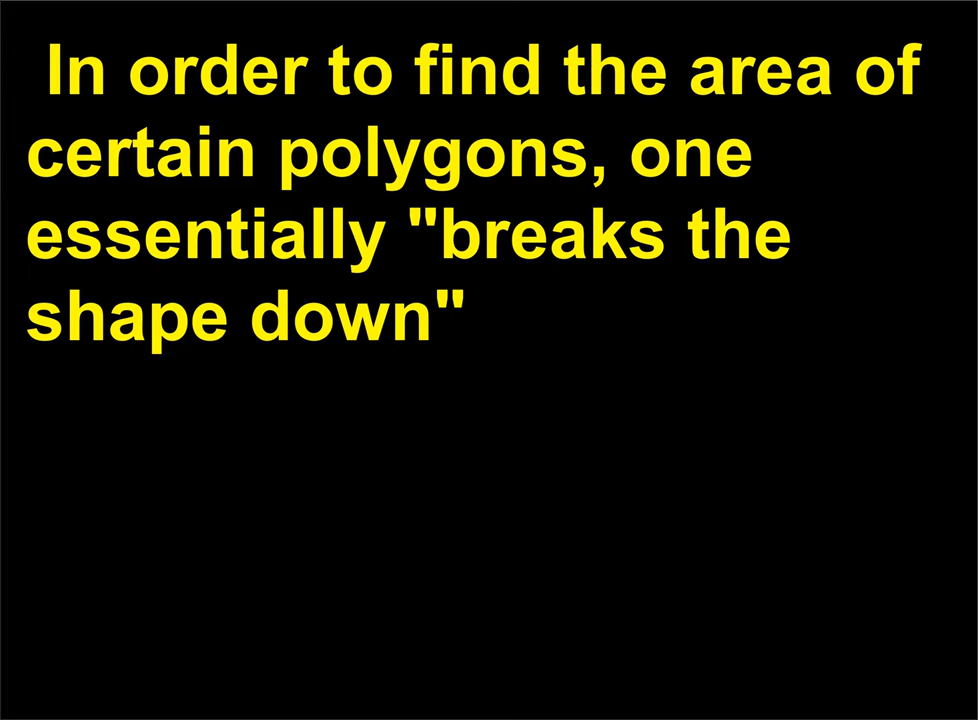 In order to find the area of
certain polygons, one
essentially "breaks the
shape down"